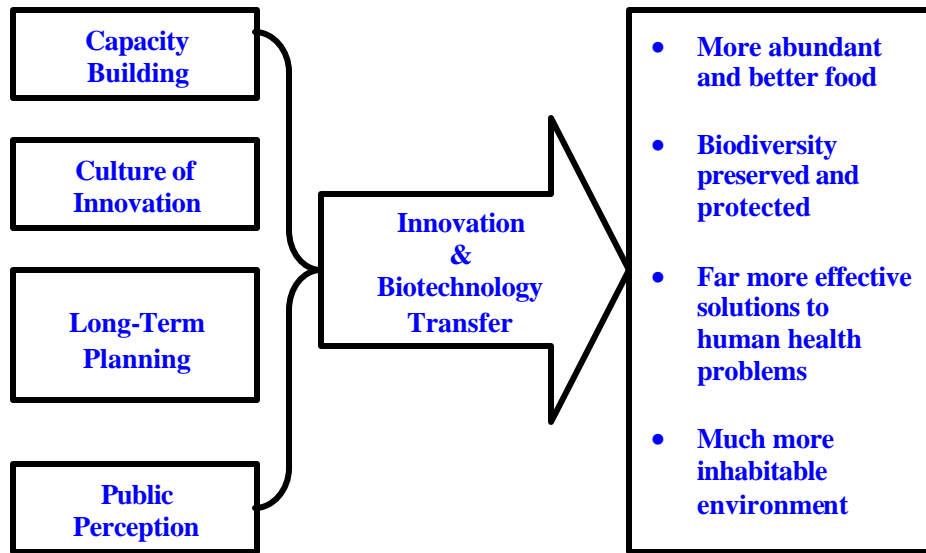 Capacity
Building
Culture of
Innovation
Long-Term
Planning
Public
Perception
Innovation
&
Biotechnology
Transfer
• More abundant
and better food
• Biodiversity
preserved and
protected
• Far more effective
solutions to
human health
problems
• Much more
inhabitable
environment